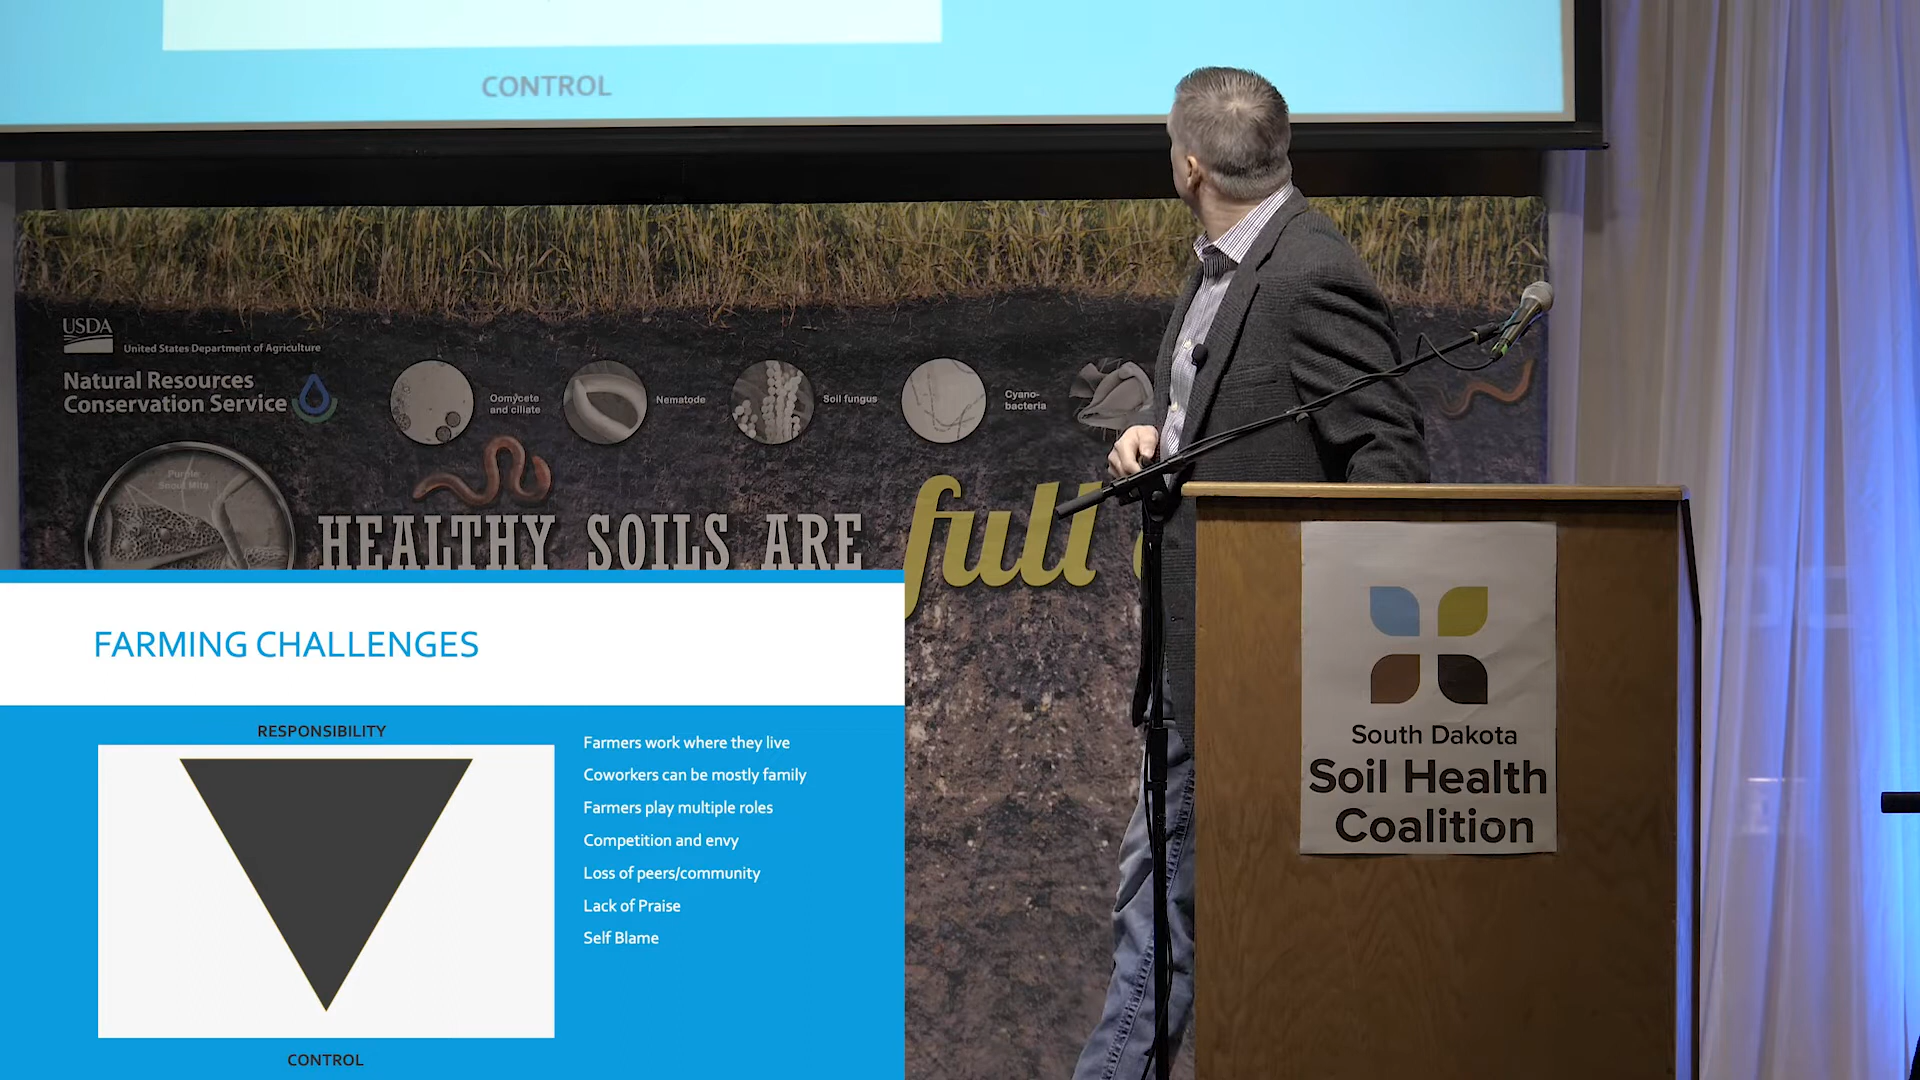 CONTROL
USDA
United States Department of Agriculture
Natural Resources
Conservation Service
Oomycete
and ciliate
Nematode
Soil fungus
Cyano-
bacteria
Purple
Snout Mite
HEALTHY SOILS ARE full
FARMING CHALLENGES
RESPONSIBILITY
Farmers work where they live
Coworkers can be mostly family
Farmers play multiple roles
Competition and envy
Loss of peers/community
Lack of Praise
Self Blame
CONTROL
South Dakota
Soil Health
Coalition